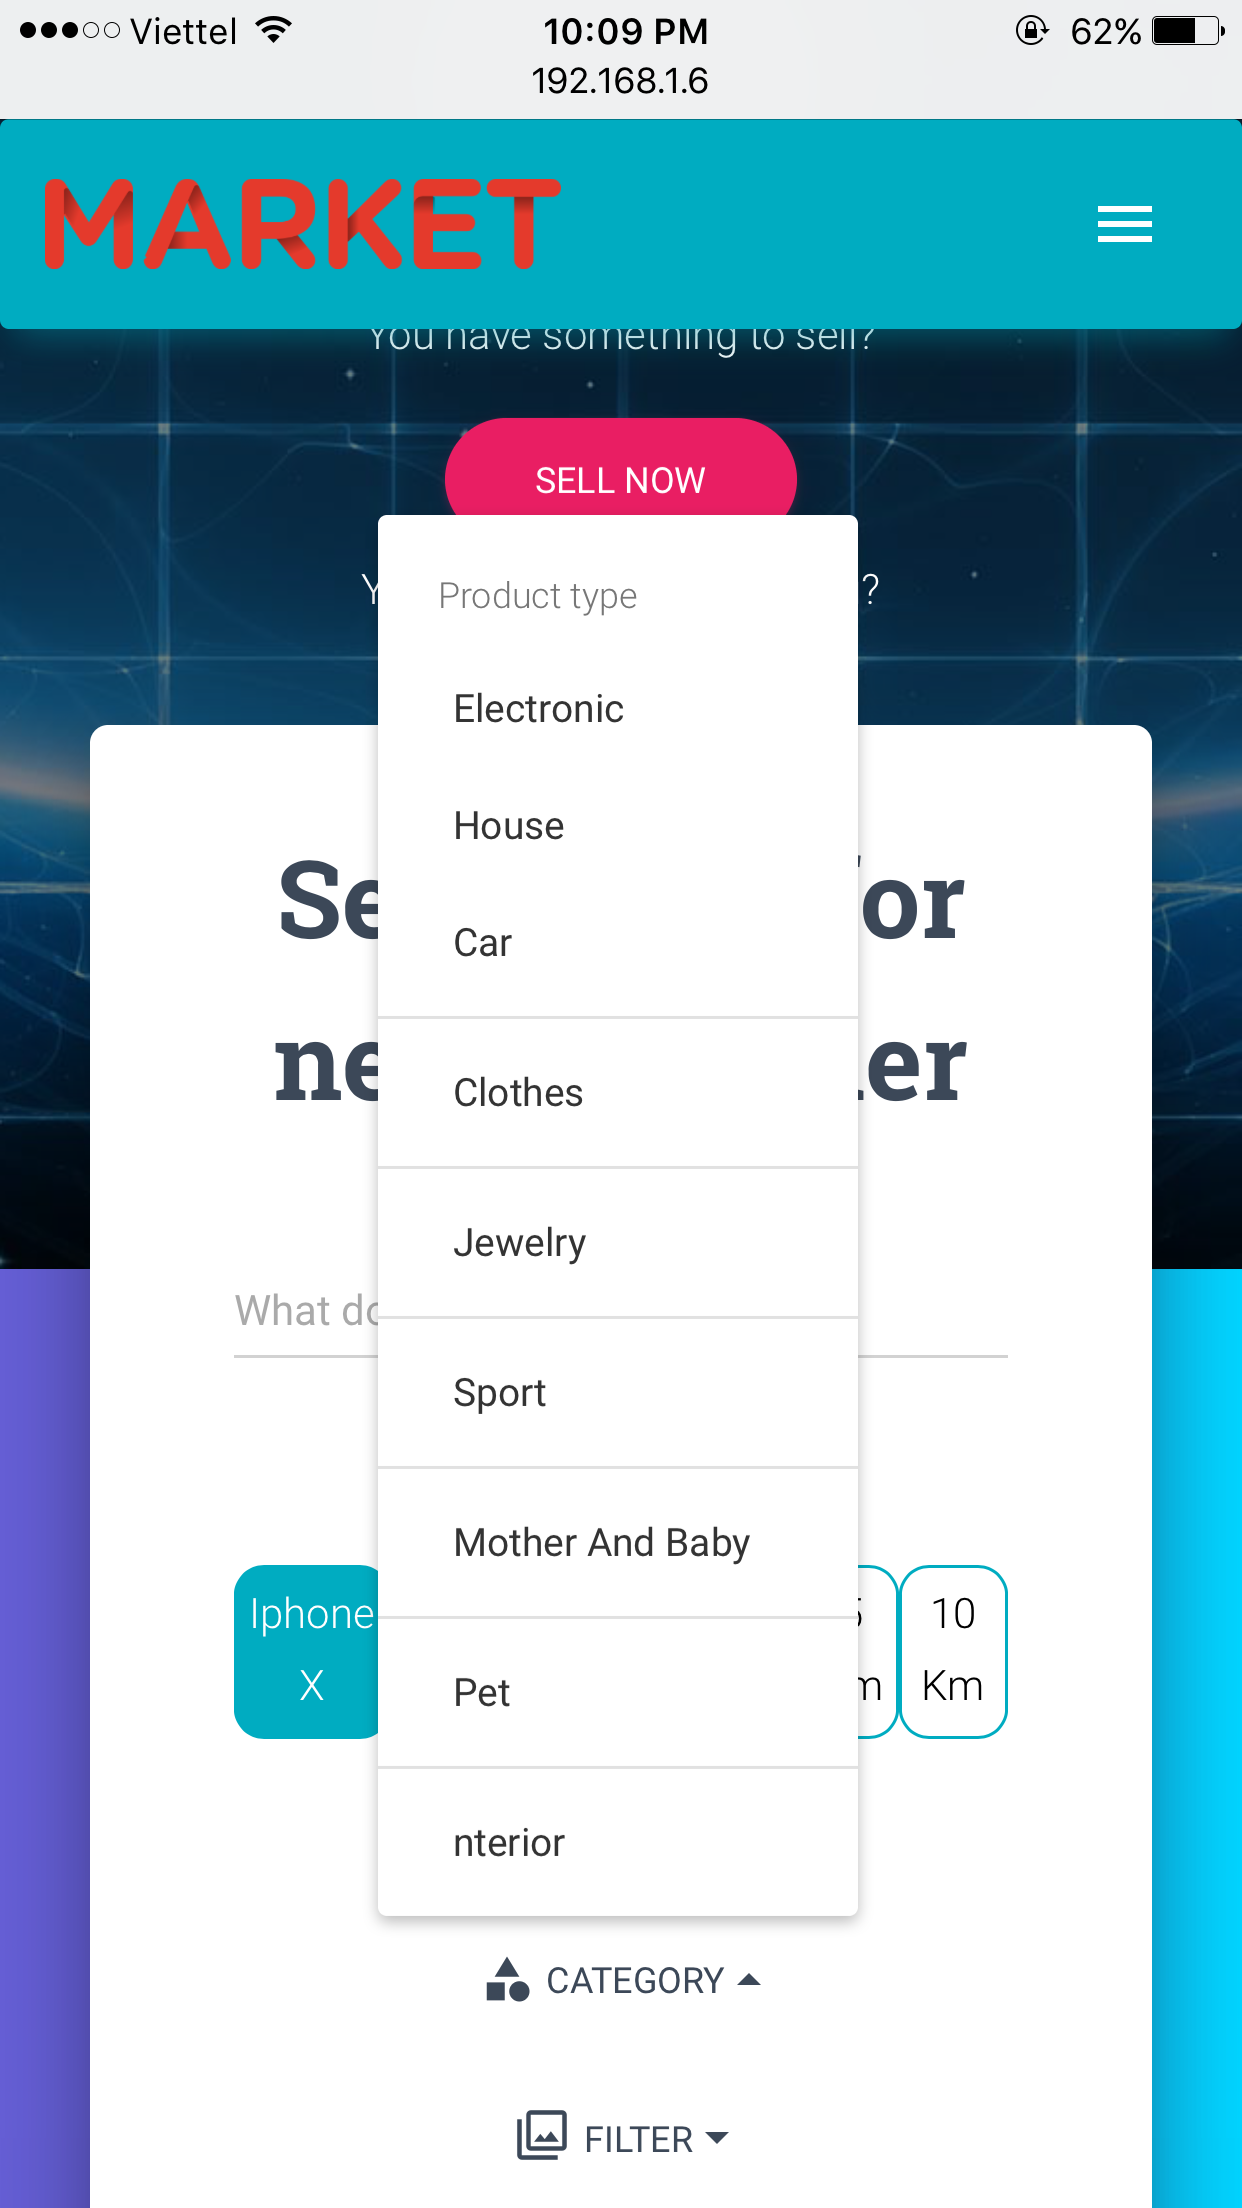 Viettel 10:09 PM 62%
192.168.1.6
MARKET
You have something to sell?
SELL NOW
Y ?
Product type
Electronic
House
Car
Se for
Clothes
ne er
Jewelry
What do
Sport
Mother And Baby
Iphone X
10 Km
Pet
nterior
CATEGORY
FILTER